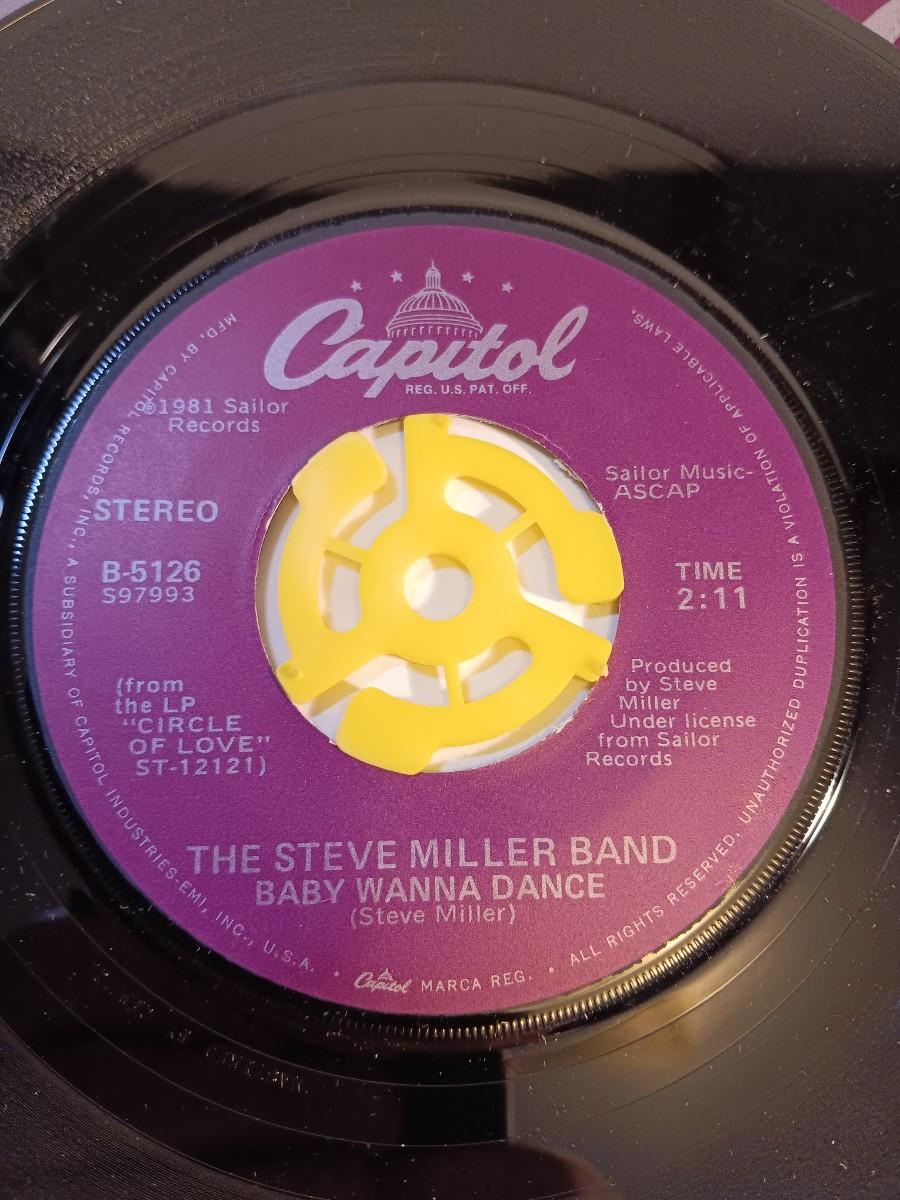 Capitol
REG. U.S. PAT. OFF.
℗1981 Sailor
Records
STEREO
B-5126
S97993
(from
the LP
"CIRCLE
OF LOVE"
ST-12121)
Sailor Music-
ASCAP
TIME
2:11
Produced
by Steve
Miller
Under license
from Sailor
Records
THE STEVE MILLER BAND
BABY WANNA DANCE
(Steve Miller)
MFD. BY CAPITOL RECORDS, INC., A SUBSIDIARY OF CAPITOL INDUSTRIES-EMI, INC., U.S.A. • Capitol MARCA REG. • ALL RIGHTS RESERVED. UNAUTHORIZED DUPLICATION IS A VIOLATION OF APPLICABLE LAWS.